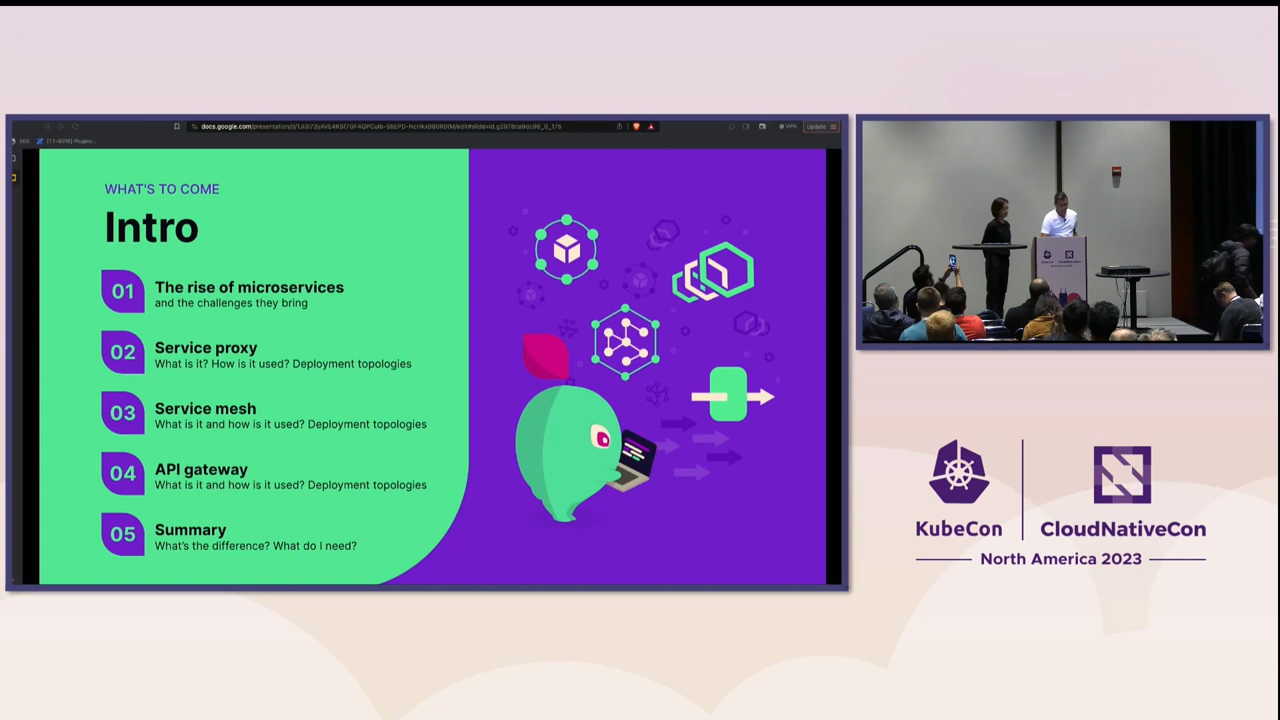 VPN
Update
WHAT'S TO COME
Intro
01
The rise of microservices
and the challenges they bring
02
Service proxy
What is it? How is it used? Deployment topologies
03
Service mesh
What is it and how is it used? Deployment topologies
04
API gateway
What is it and how is it used? Deployment topologies
05
Summary
What's the difference? What do I need?
KubeCon
CloudNativeCon
North America 2023